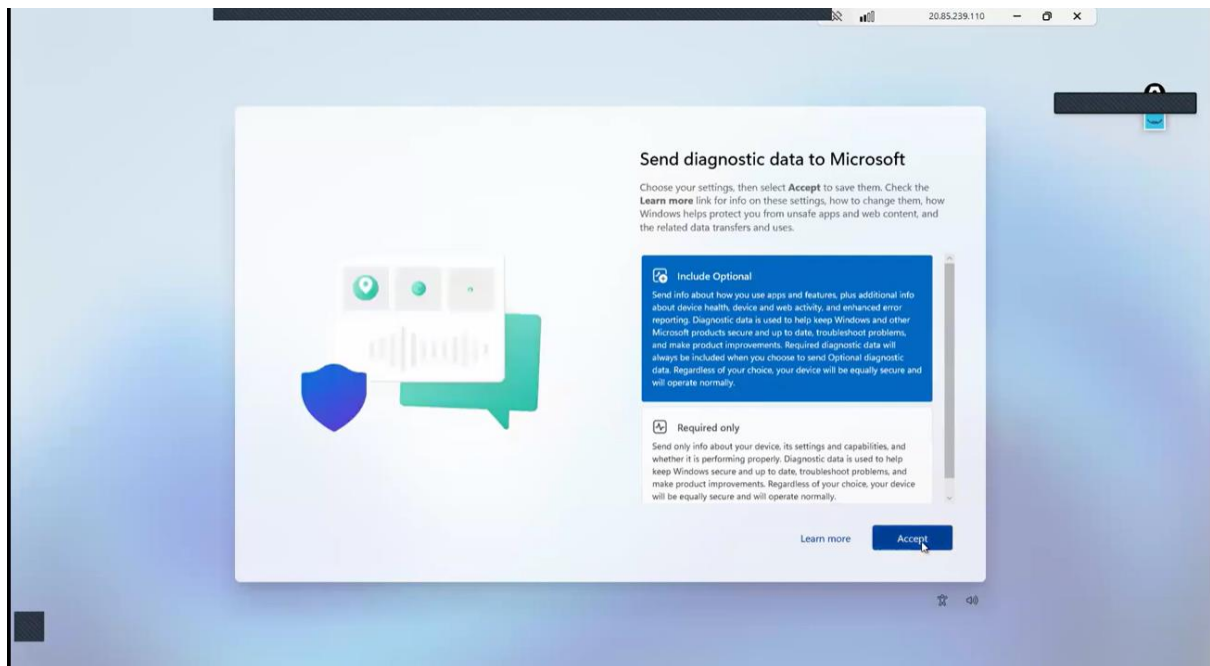 20.85.239.110
Send diagnostic data to Microsoft
Choose your settings, then select Accept to save them. Check the
Learn more link for info on these settings, how to change them, how
Windows helps protect you from unsafe apps and web content, and
the related data transfers and uses.
Include Optional
Send info about how you use apps and features, plus additional info
about device health, device and web activity, and enhanced error
reporting. Diagnostic data is used to help keep Windows and other
Microsoft products secure and up to date, troubleshoot problems,
and make product improvements. Required diagnostic data will
always be included when you choose to send Optional diagnostic
data. Regardless of your choice, your device will be equally secure and
will operate normally.
Required only
Send only info about your device, its settings and capabilities, and
whether it is performing properly. Diagnostic data is used to help
keep Windows secure and up to date, troubleshoot problems, and
make product improvements. Regardless of your choice, your device
will be equally secure and will operate normally.
Learn more
Accept